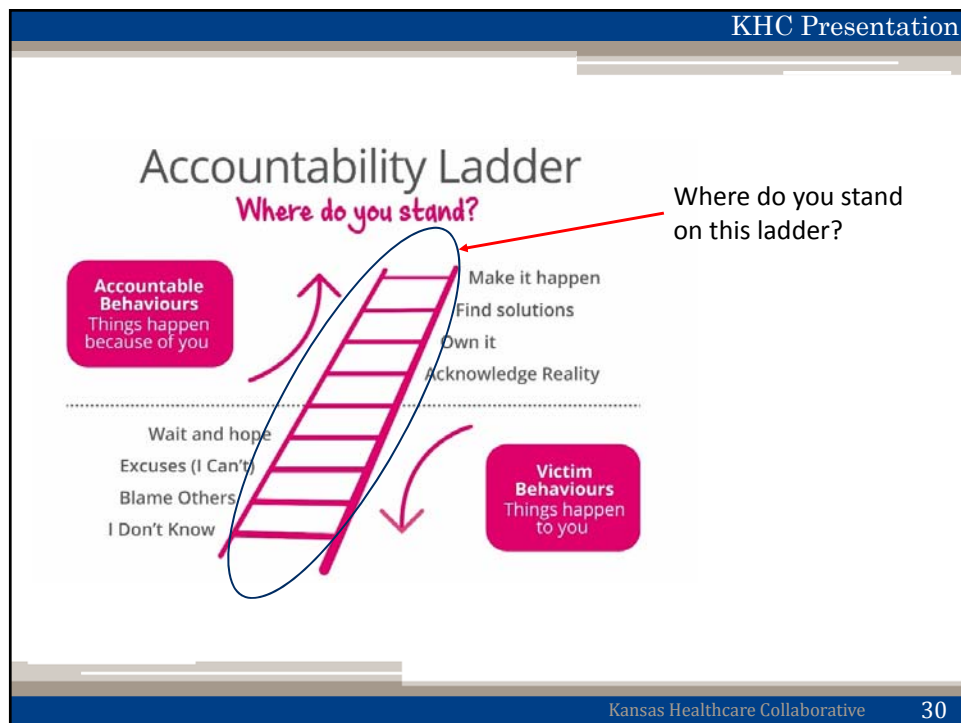 KHC Presentation
Accountability Ladder
Where do you stand?
Where do you stand
on this ladder?
Accountable
Behaviours
Things happen
because of you
Make it happen
Find solutions
Own it
Acknowledge Reality
Wait and hope
Excuses (I Can't)
Blame Others
I Don't Know
Victim
Behaviours
Things happen
to you
Kansas Healthcare Collaborative
30